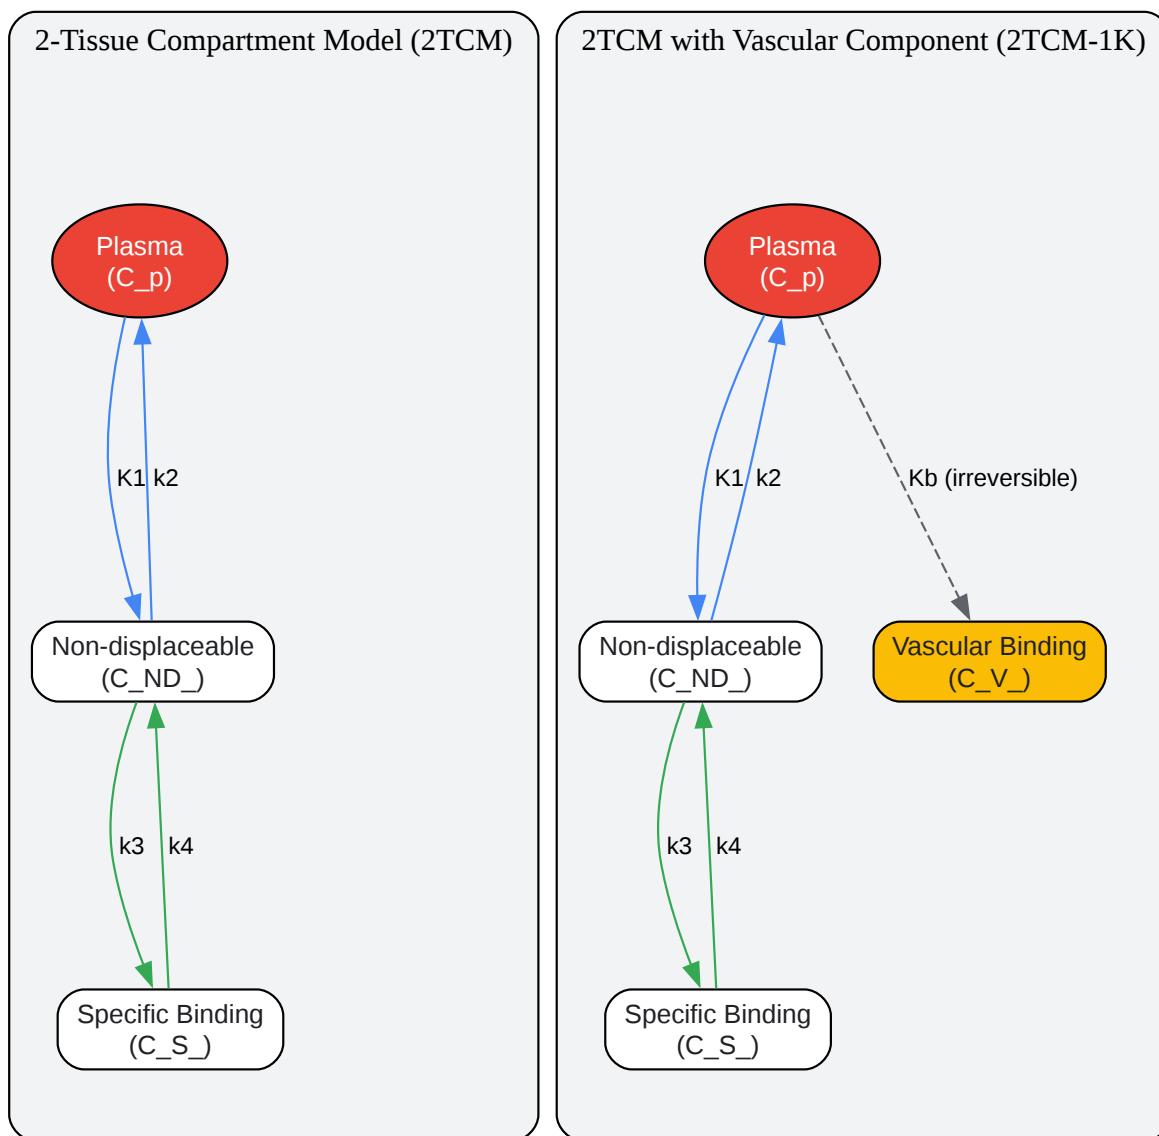 2-Tissue Compartment Model (2TCM)
Plasma
(C_p)
K1
k2
Non-displaceable
(C_ND_)
k3
k4
Specific Binding
(C_S_)
2TCM with Vascular Component (2TCM-1K)
Plasma
(C_p)
K1
k2
Kb (irreversible)
Non-displaceable
(C_ND_)
Vascular Binding
(C_V_)
k3
k4
Specific Binding
(C_S_)